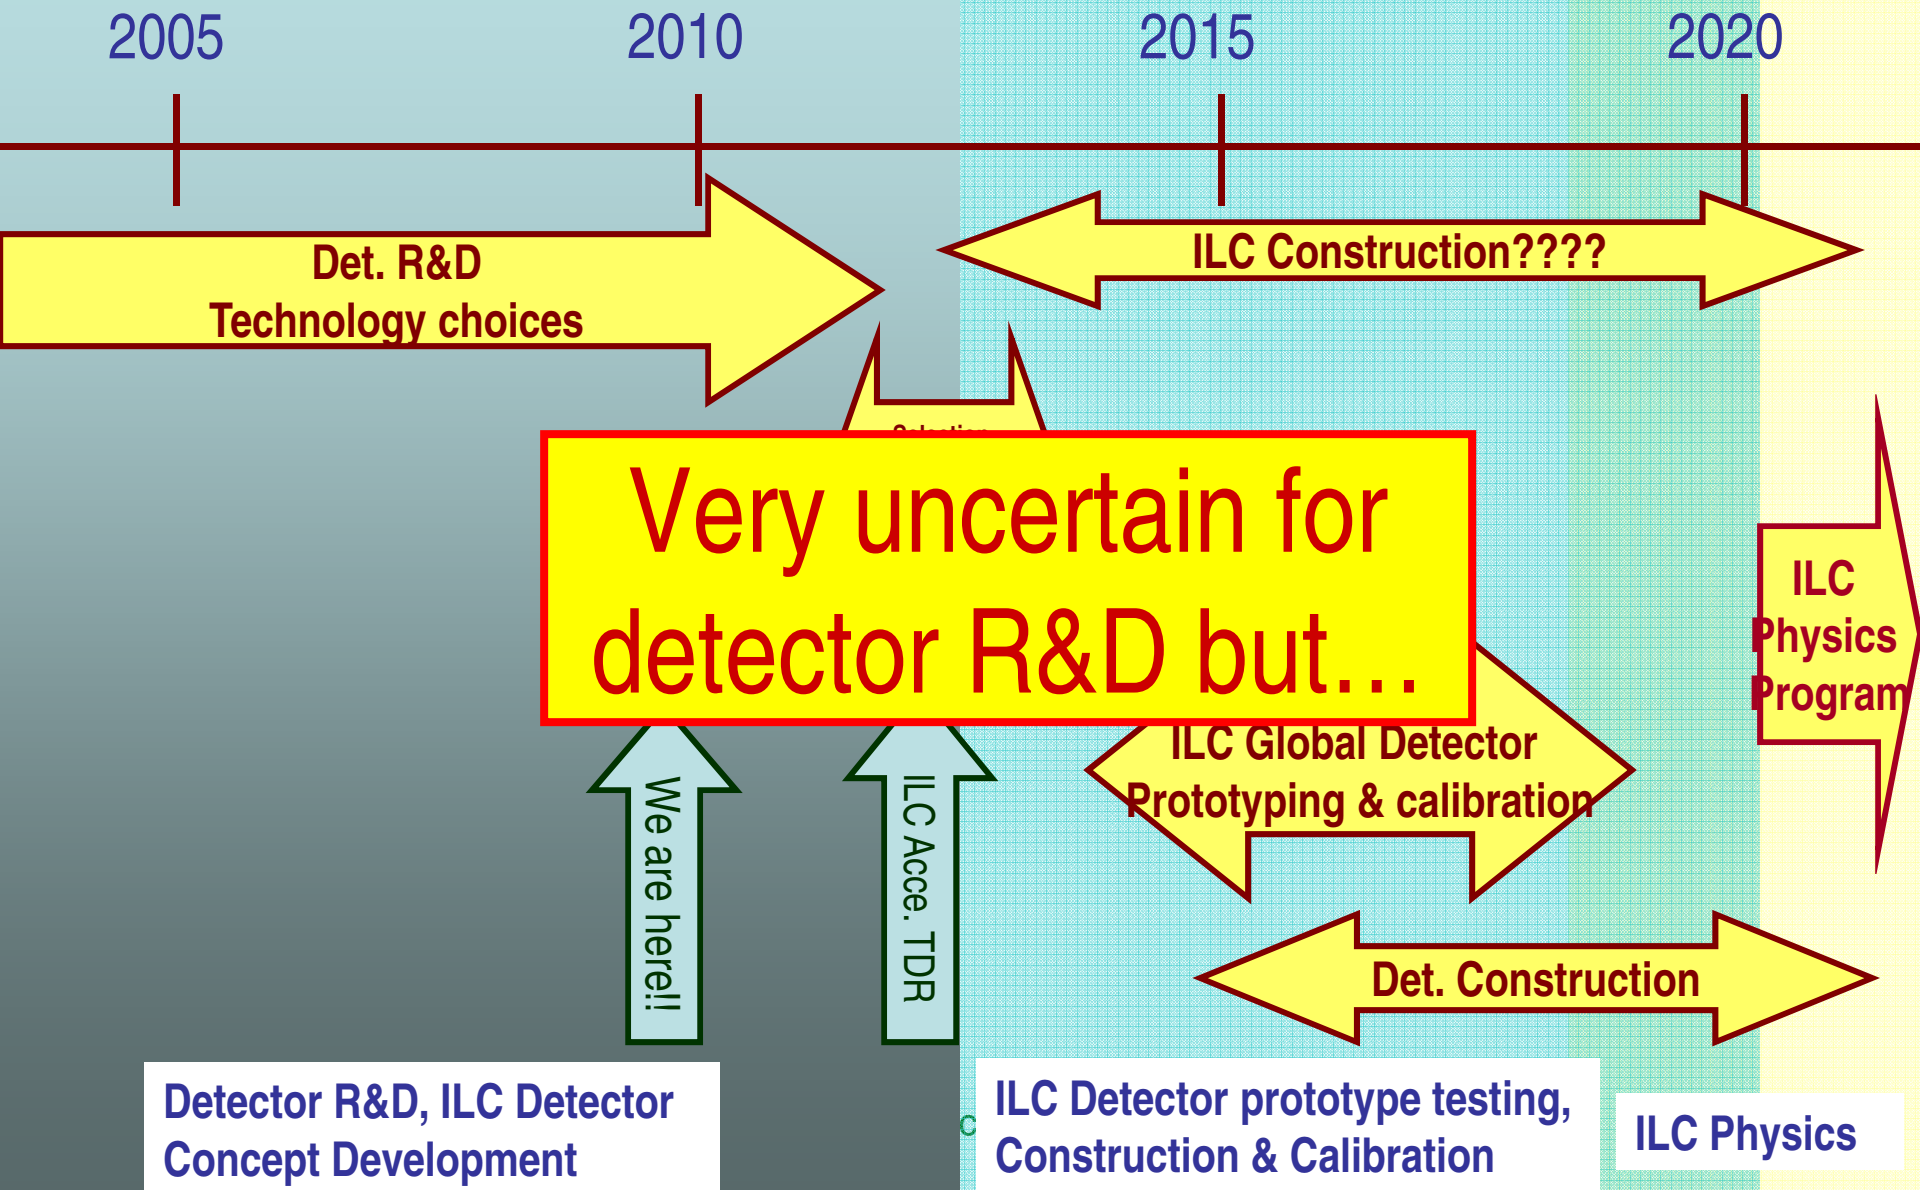 2005
2010
2015
2020
Det. R&D
Technology choices
ILC Construction????
Very uncertain for
detector R&D but…
ILC
Physics
Program
ILC Global Detector
Prototyping & calibration
We are here!!
ILC Acce. TDR
Det. Construction
Detector R&D, ILC Detector
Concept Development
ILC Detector prototype testing,
Construction & Calibration
ILC Physics